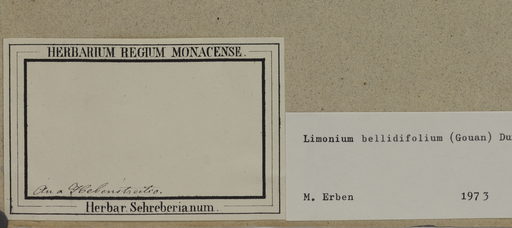 HERBARIUM REGIUM MONACENSE.
Herbar. Schreberianum.
Limonium bellidifolium (Gouan) Du
M. Erben 1973